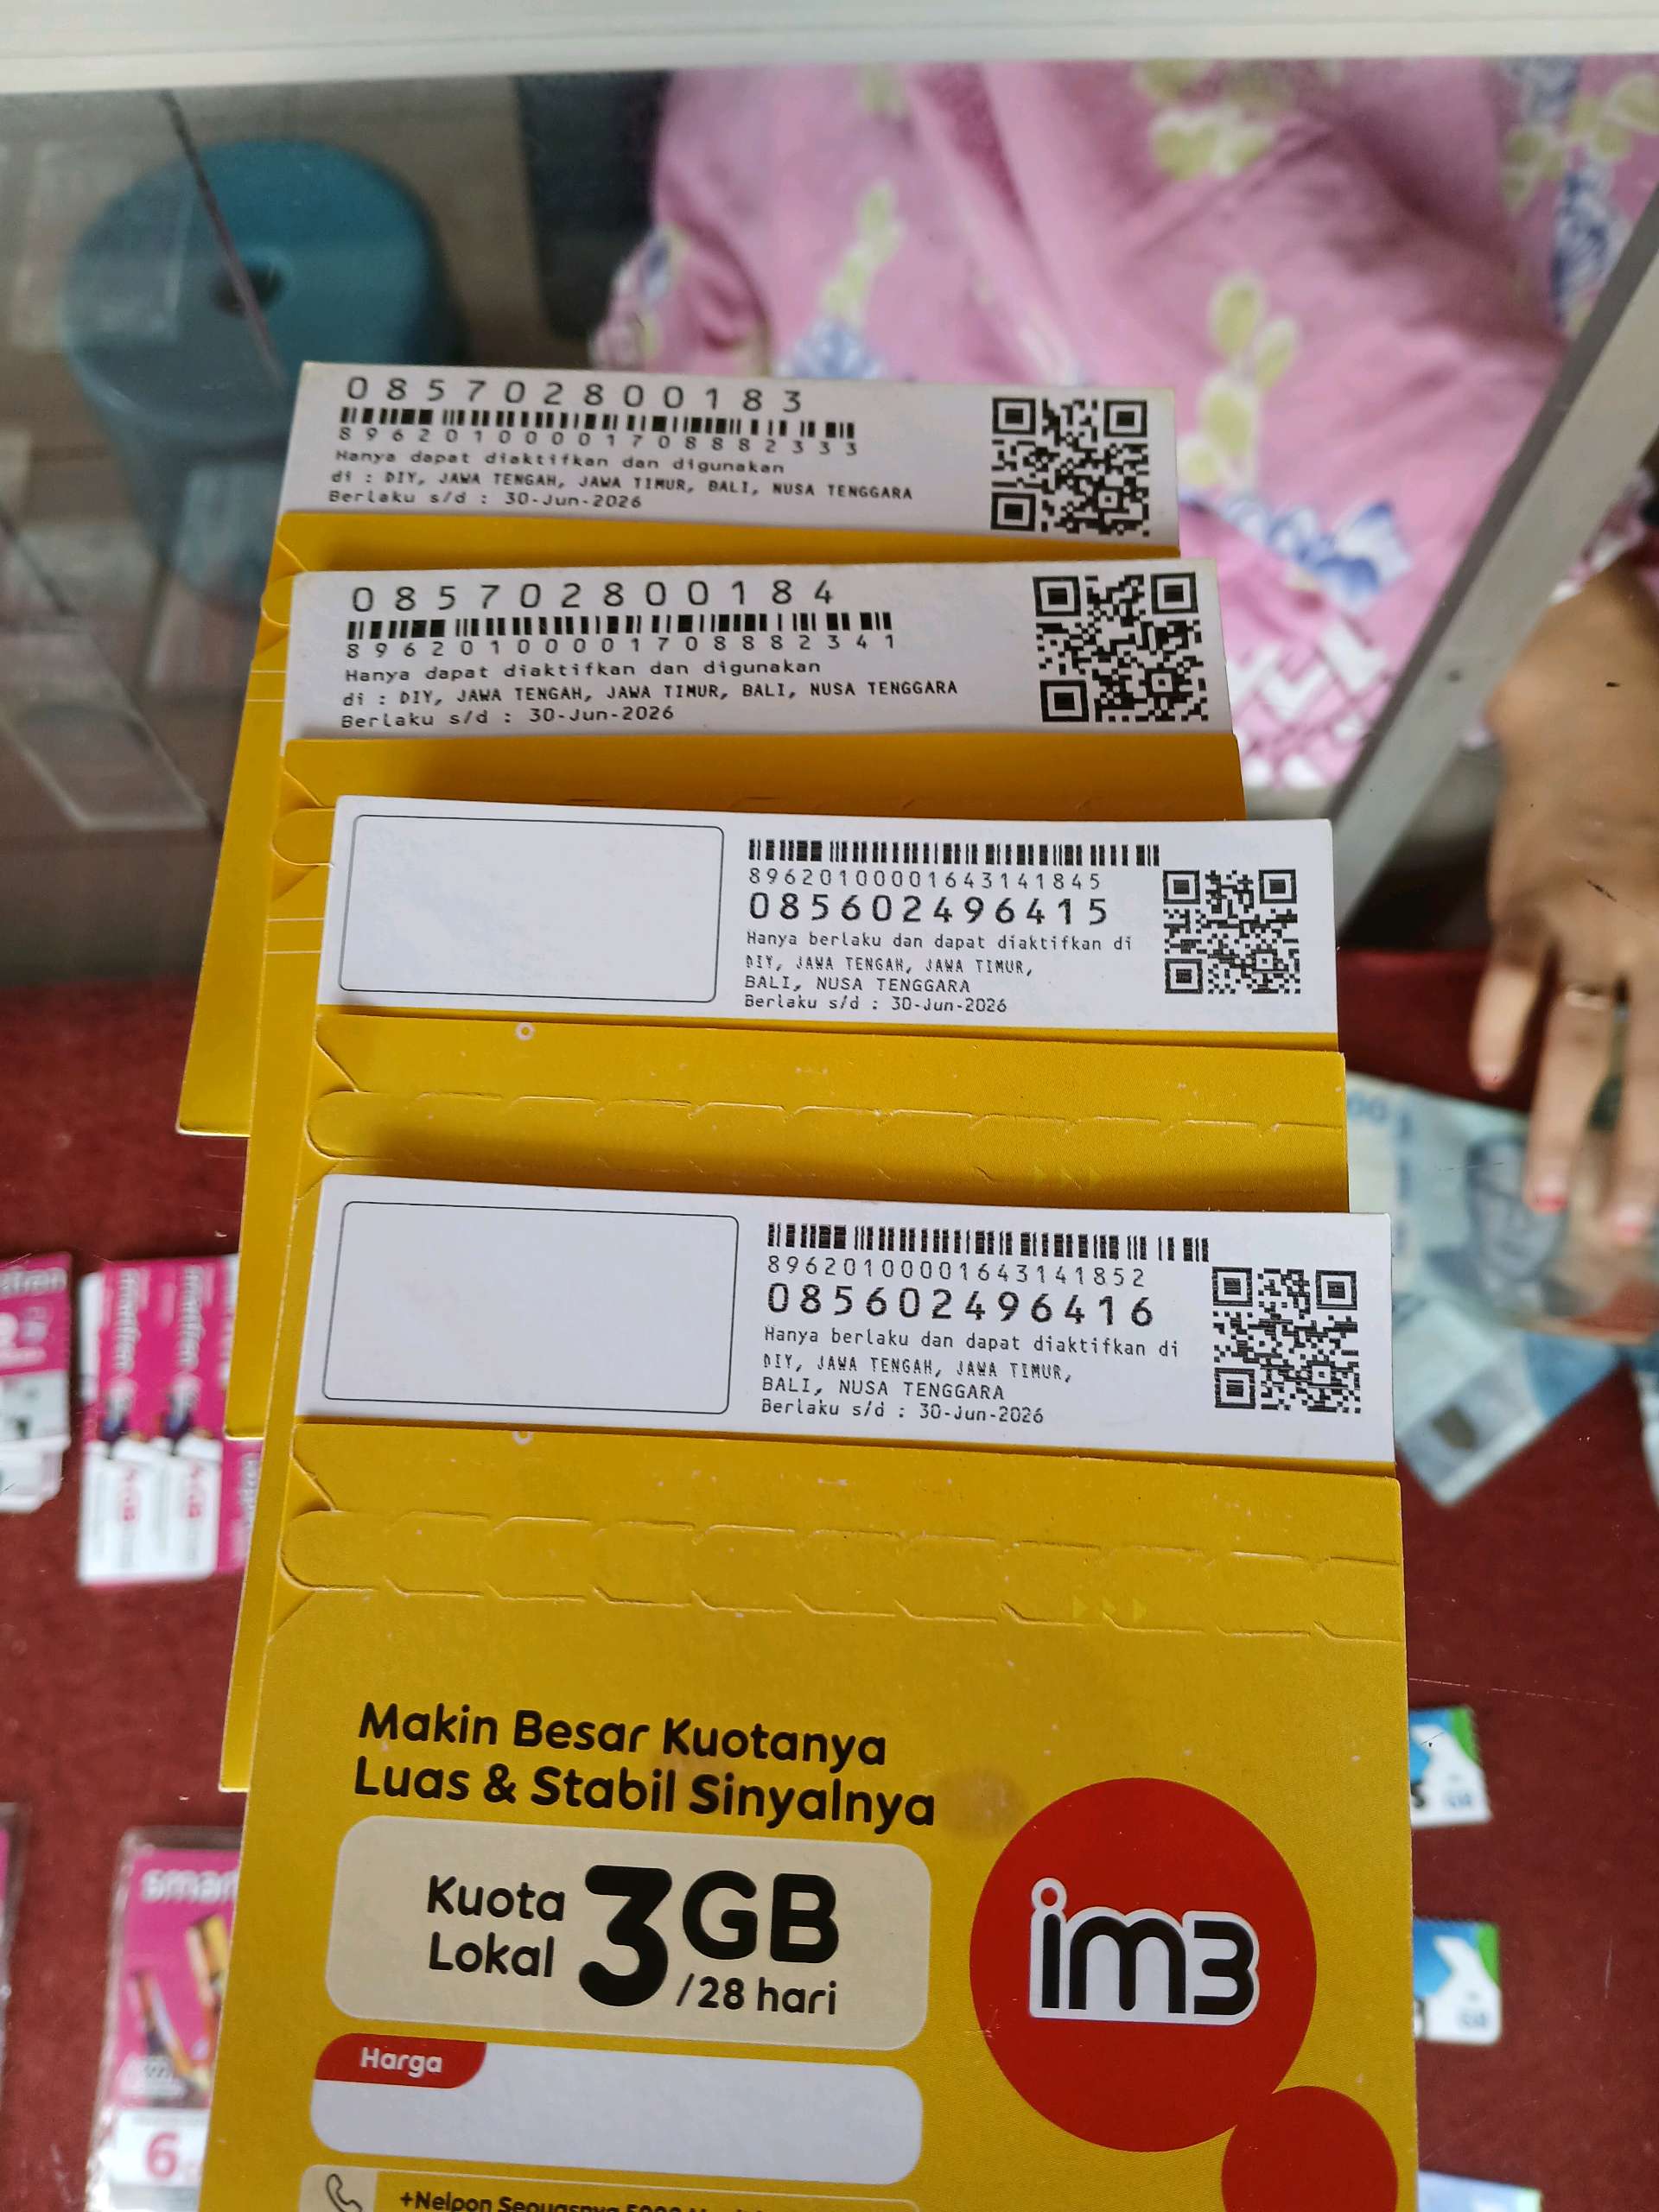 085702800183
89620100001708882333
Hanya dapat diaktifkan dan digunakan
di : DIY, JAWA TENGAH, JAWA TIMUR, BALI, NUSA TENGGARA
Berlaku s/d : 30-Jun-2026
085702800184
89620100001708882341
Hanya dapat diaktifkan dan digunakan
di : DIY, JAWA TENGAH, JAWA TIMUR, BALI, NUSA TENGGARA
Berlaku s/d : 30-Jun-2026
89620100001643141845
085602496415
Hanya berlaku dan dapat diaktifkan di
DIY, JAWA TENGAH, JAWA TIMUR,
BALI, NUSA TENGGARA
Berlaku s/d : 30-Jun-2026
89620100001643141852
085602496416
Hanya berlaku dan dapat diaktifkan di
DIY, JAWA TENGAH, JAWA TIMUR,
BALI, NUSA TENGGARA
Berlaku s/d : 30-Jun-2026
Makin Besar Kuotanya
Luas & Stabil Sinyalnya
Kuota
Lokal
3GB
/28 hari
im3
Harga
+Nelpon Sepuasnya
smar
6